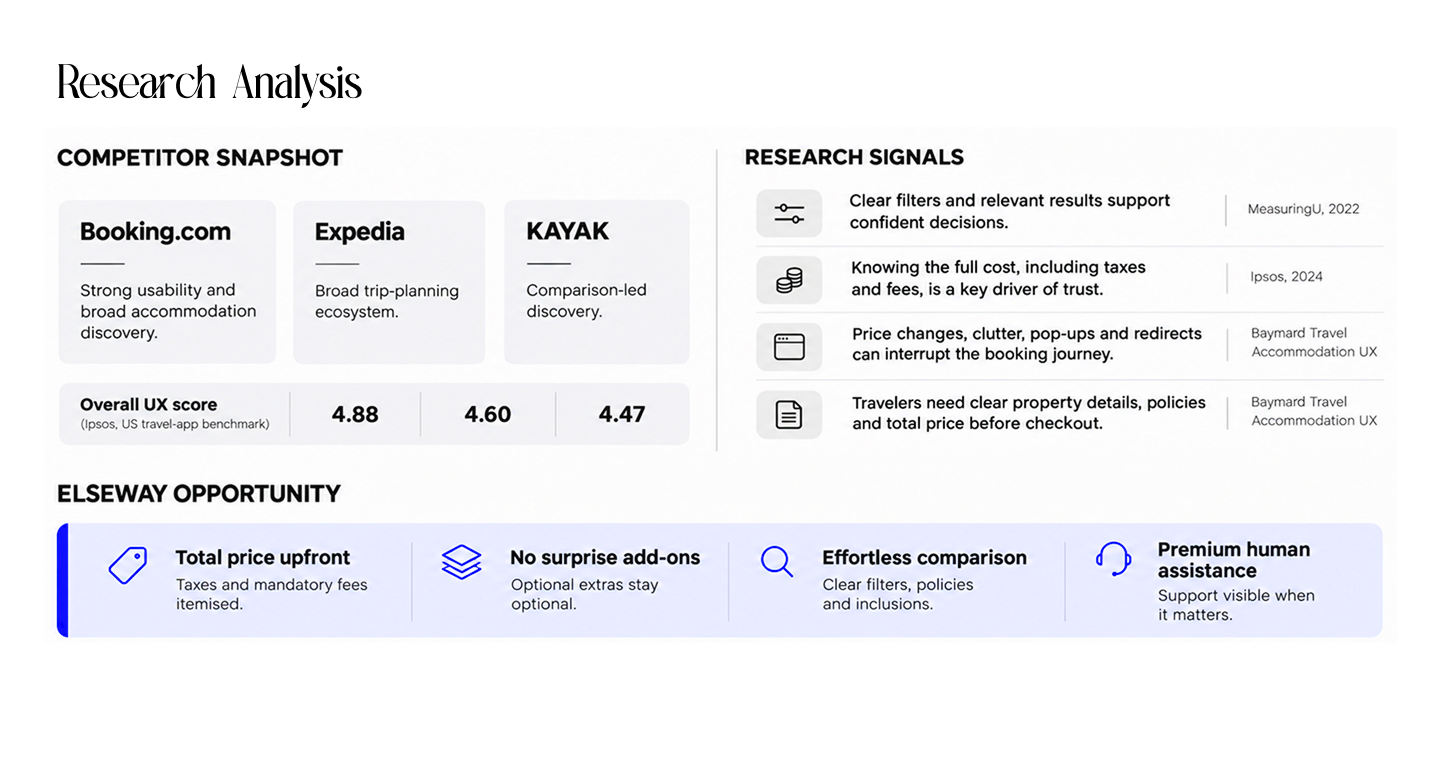 Research Analysis
COMPETITOR SNAPSHOT
Booking.com
Strong usability and
broad accommodation
discovery.
Expedia
Broad trip-planning
ecosystem.
KAYAK
Comparison-led
discovery.
Overall UX score
(Ipsos, US travel-app benchmark)
4.88
4.60
4.47
RESEARCH SIGNALS
Clear filters and relevant results support
confident decisions.
MeasuringU, 2022
Knowing the full cost, including taxes
and fees, is a key driver of trust.
Ipsos, 2024
Price changes, clutter, pop-ups and redirects
can interrupt the booking journey.
Baymard Travel
Accommodation UX
Travelers need clear property details, policies
and total price before checkout.
Baymard Travel
Accommodation UX
ELSEWAY OPPORTUNITY
Total price upfront
Taxes and mandatory fees
itemised.
No surprise add-ons
Optional extras stay
optional.
Effortless comparison
Clear filters, policies
and inclusions.
Premium human
assistance
Support visible when
it matters.